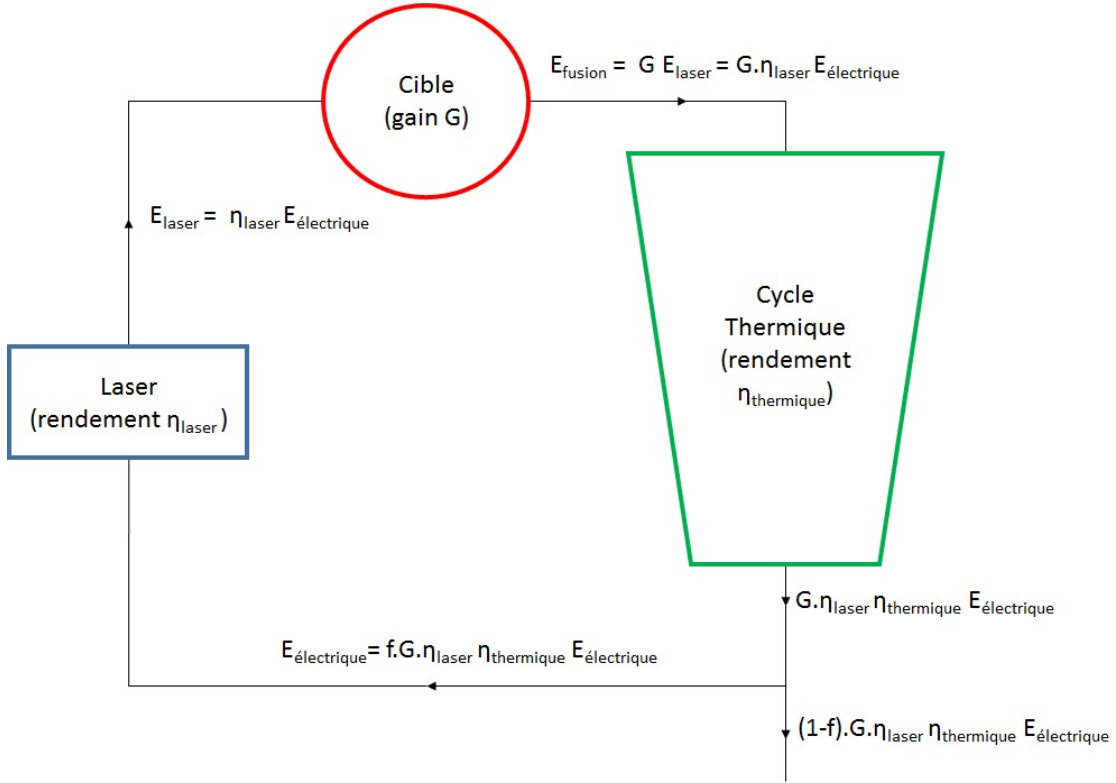 E_fusion = G E_laser = G.η_laser E_électrique
Cible
(gain G)
E_laser = η_laser E_électrique
Cycle
Thermique
(rendement
η_thermique)
Laser
(rendement η_laser )
G.η_laser η_thermique E_électrique
E_électrique = f.G.η_laser η_thermique E_électrique
(1-f).G.η_laser η_thermique E_électrique